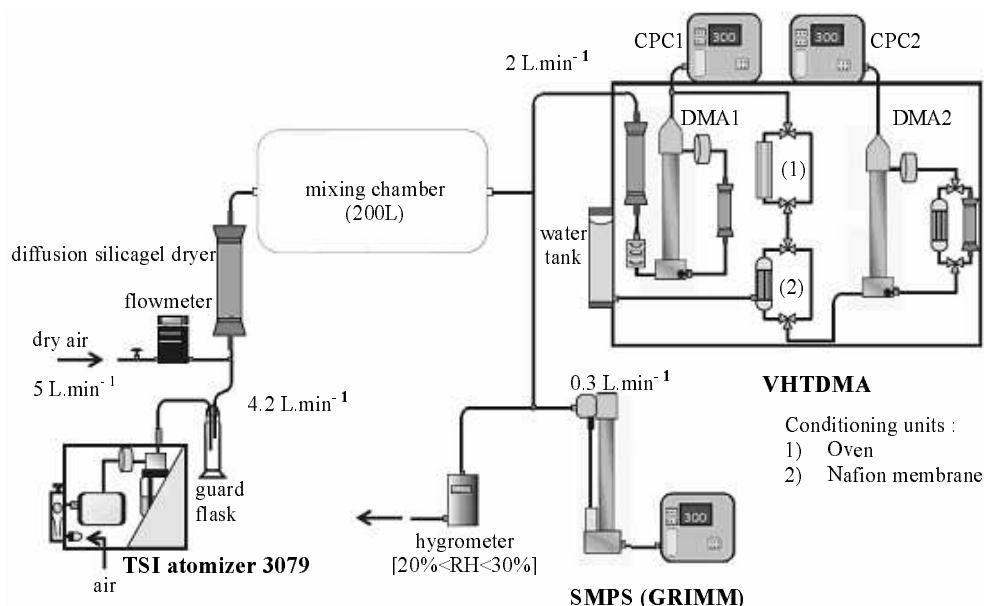 CPC1
CPC2
300
300
2 L.min-1
DMA1
DMA2
(1)
mixing chamber
(200L)
water
tank
(2)
diffusion silicagel dryer
flowmeter
dry air
5 L.min-1
4.2 L.min-1
0.3 L.min-1
VHTDMA
Conditioning units :
1) Oven
2) Nafion membrane
guard
flask
300
hygrometer
[20%<RH<30%]
TSI atomizer 3079
air
SMPS (GRIMM)